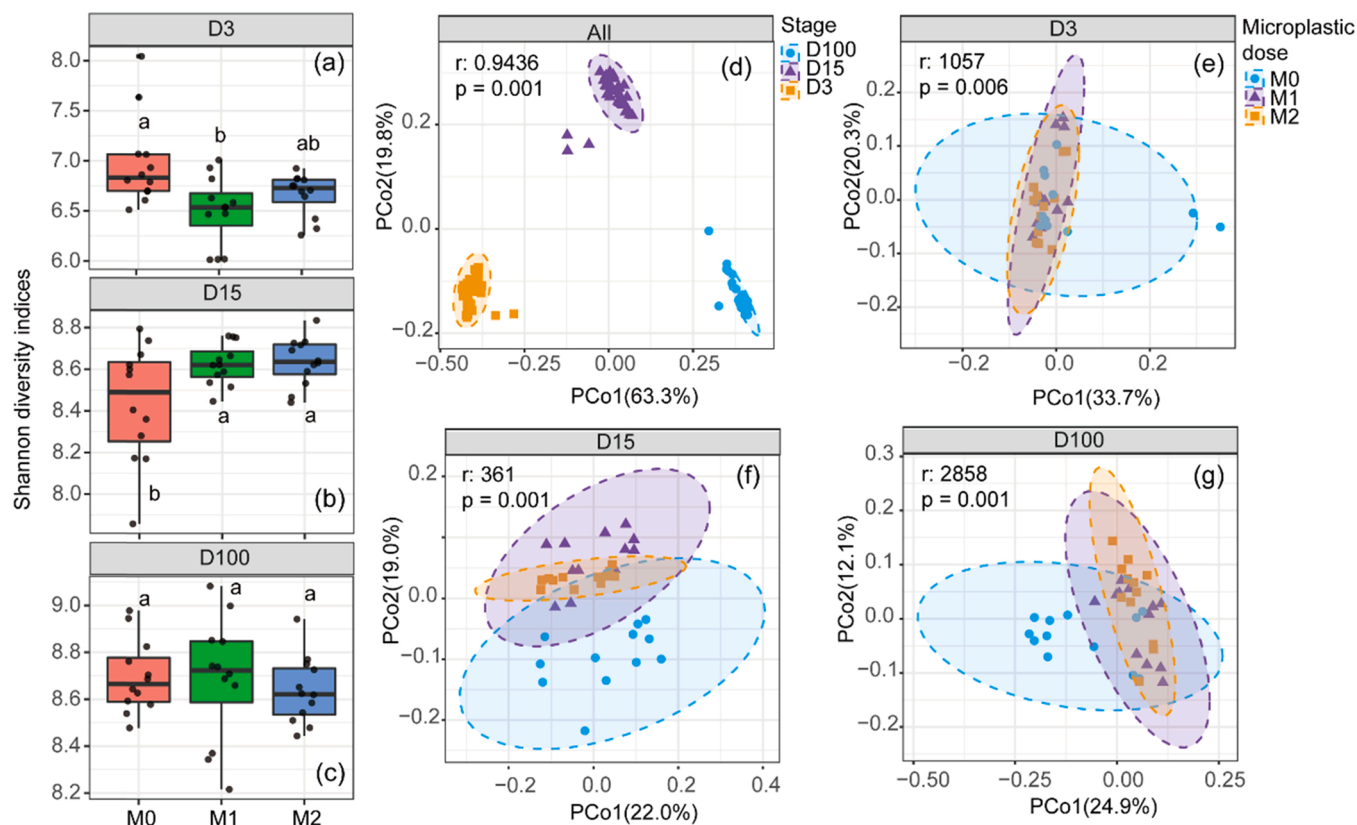 Shannon diversity indices
D3
(a)
8.0
7.5
7.0
6.5
6.0
a
b
ab
D15
8.8
8.6
8.4
8.2
8.0
b
a
a
(b)
D100
9.0
8.8
8.6
8.4
8.2
a
a
a
(c)
M0 M1 M2
All
r: 0.9436
p = 0.001
(d)
PCo2(19.8%)
0.2
0.0
−0.2
−0.50 −0.25 0.00 0.25 0.50
PCo1(63.3%)
Stage
D100
D15
D3
D3
r: 1057
p = 0.006
(e)
PCo2(20.3%)
0.2
0.1
0.0
−0.1
−0.2
−0.2 0.0 0.2
PCo1(33.7%)
Microplastic
dose
M0
M1
M2
D15
r: 361
p = 0.001
(f)
PCo2(19.0%)
0.2
0.0
−0.1
−0.2
−0.2 0.0 0.2 0.4
PCo1(22.0%)
D100
r: 2858
p = 0.001
(g)
PCo2(12.1%)
0.3
0.2
0.1
0.0
−0.1
−0.2
−0.50 −0.25 0.00 0.25
PCo1(24.9%)